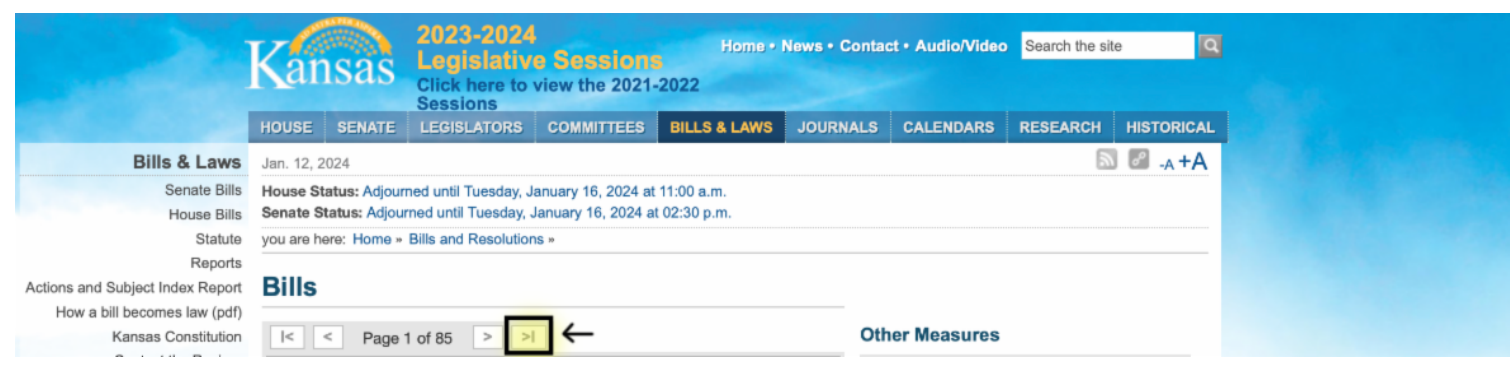 Kansas
2023-2024
Legislative Sessions
Click here to view the 2021-2022
Sessions
Home • News • Contact • Audio/Video
Search the site
HOUSE SENATE LEGISLATORS COMMITTEES BILLS & LAWS JOURNALS CALENDARS RESEARCH HISTORICAL
Bills & Laws
Senate Bills
House Bills
Statute
Reports
Actions and Subject Index Report
How a bill becomes law (pdf)
Kansas Constitution
Jan. 12, 2024
-A +A
House Status: Adjourned until Tuesday, January 16, 2024 at 11:00 a.m.
Senate Status: Adjourned until Tuesday, January 16, 2024 at 02:30 p.m.
you are here: Home » Bills and Resolutions »
Bills
|< < Page 1 of 85 > >|
Other Measures